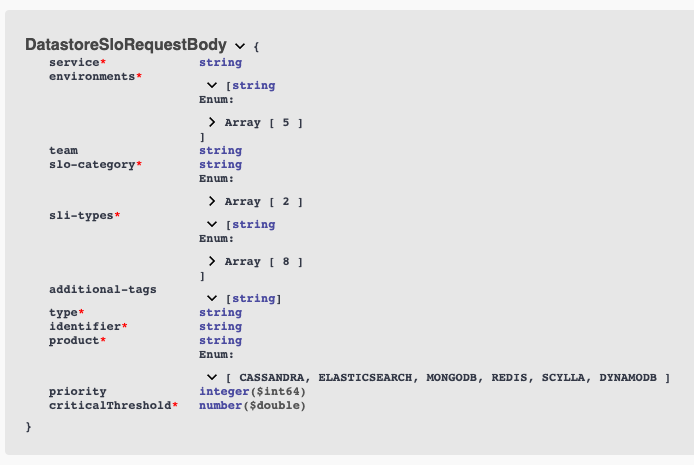 DatastoreSloRequestBody {
service* string
environments*
[string
Enum:
Array [ 5 ]
]
team string
slo-category* string
Enum:
Array [ 2 ]
sli-types*
[string
Enum:
Array [ 8 ]
]
additional-tags
[string]
type* string
identifier* string
product* string
Enum:
[ CASSANDRA, ELASTICSEARCH, MONGODB, REDIS, SCYLLA, DYNAMODB ]
priority integer($int64)
criticalThreshold* number($double)
}